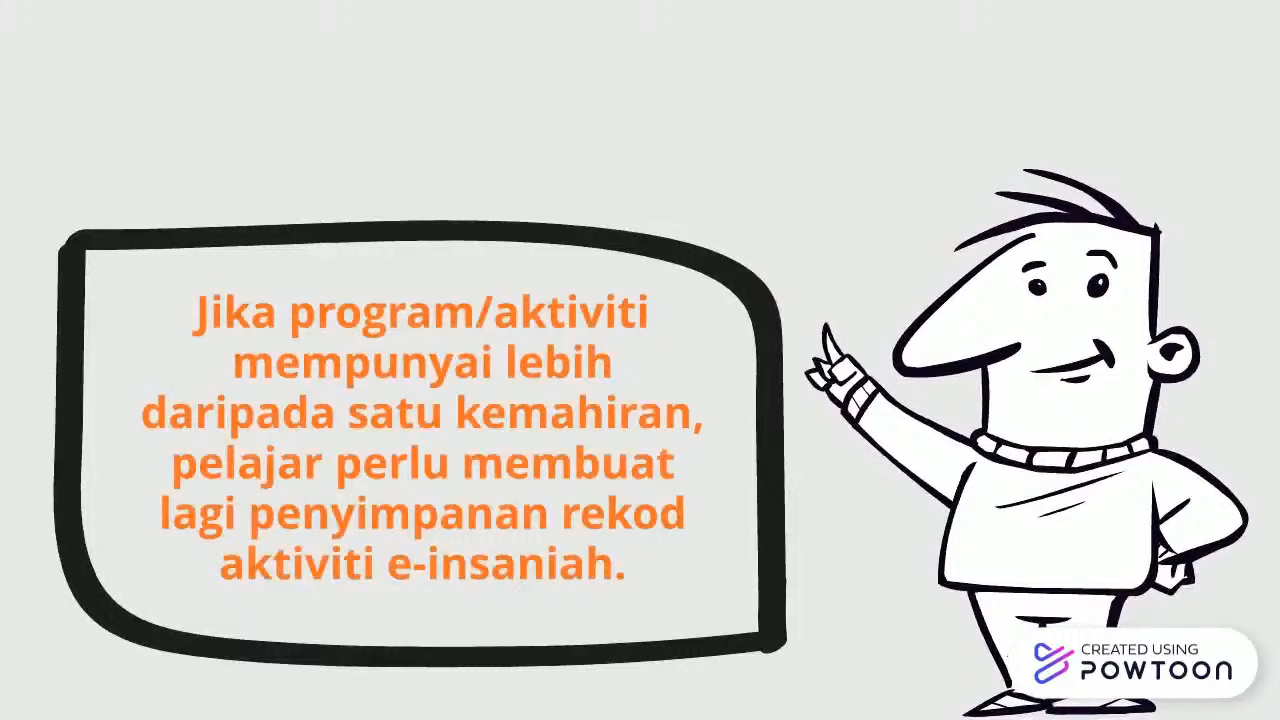 Jika program/aktiviti
mempunyai lebih
daripada satu kemahiran,
pelajar perlu membuat
lagi penyimpanan rekod
aktiviti e-insaniah.
CREATED USING
POWTOON